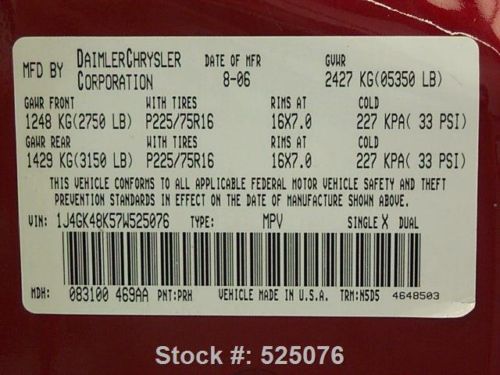 MFD BY DAIMLERCHRYSLER CORPORATION DATE OF MFR 8-06 GVWR 2427 KG(05350 LB)
GAWR FRONT WITH TIRES RIMS AT COLD
1248 KG(2750 LB) P225/75R16 16X7.0 227 KPA( 33 PSI)
GAWR REAR WITH TIRES RIMS AT COLD
1429 KG(3150 LB) P225/75R16 16X7.0 227 KPA( 33 PSI)
THIS VEHICLE CONFORMS TO ALL APPLICABLE FEDERAL MOTOR VEHICLE SAFETY AND THEFT
PREVENTION STANDARDS IN EFFECT ON THE DATE OF MANUFACTURE SHOWN ABOVE.
VIN: 1J4GK48K57W525076 TYPE: MPV SINGLE X DUAL
MDH: 083100 469AA PNT:PRH VEHICLE MADE IN U.S.A. TRM:N5D5 4648503
Stock #: 525076